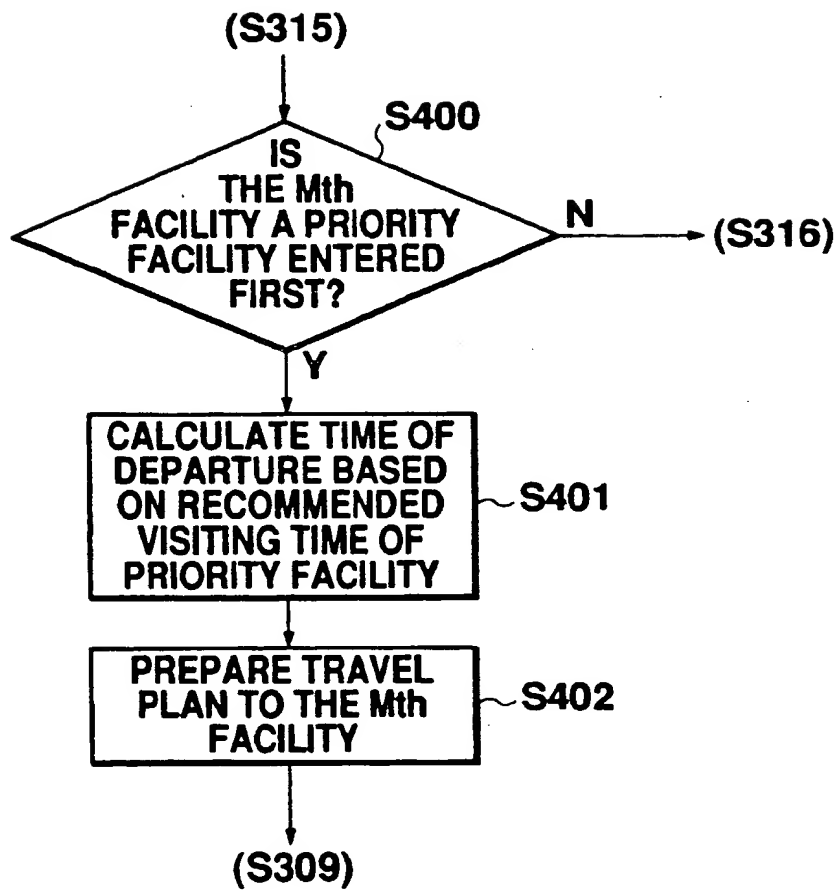 (S315)
S400
IS
THE Mth
FACILITY A PRIORITY
FACILITY ENTERED
FIRST?
N
(S316)
Y
CALCULATE TIME OF
DEPARTURE BASED
ON RECOMMENDED
VISITING TIME OF
PRIORITY FACILITY
S401
PREPARE TRAVEL
PLAN TO THE Mth
FACILITY
S402
(S309)